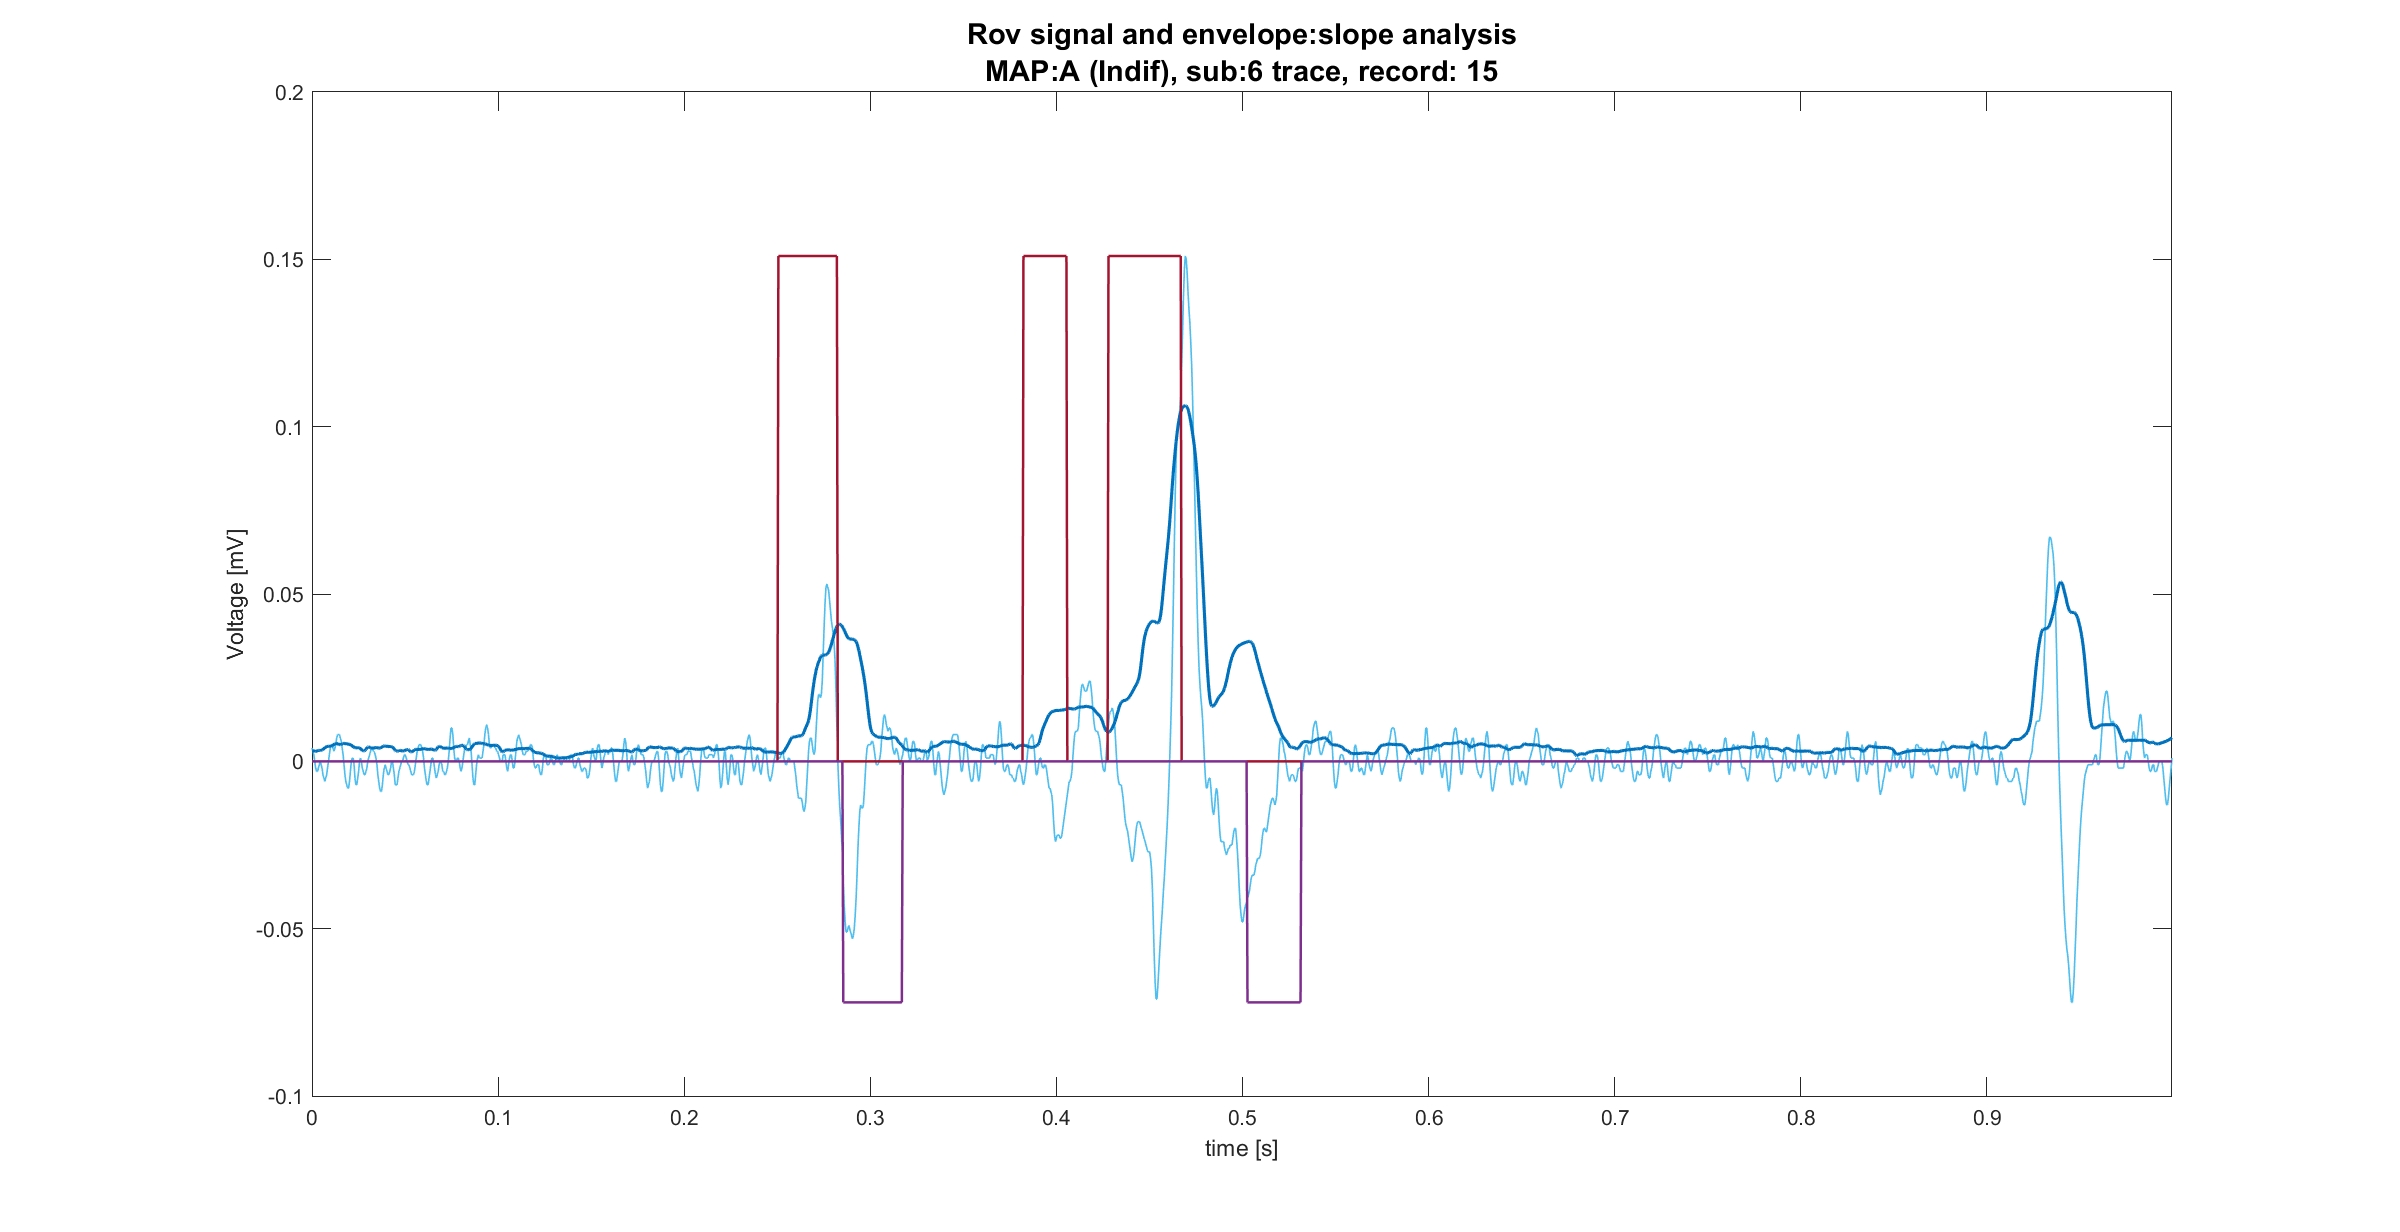 Rov signal and envelope:slope analysis
MAP:A (Indif), sub:6 trace, record: 15
0.2
0.15
0.1
0.05
0
-0.05
-0.1
Voltage [mV]
0 0.1 0.2 0.3 0.4 0.5 0.6 0.7 0.8 0.9
time [s]